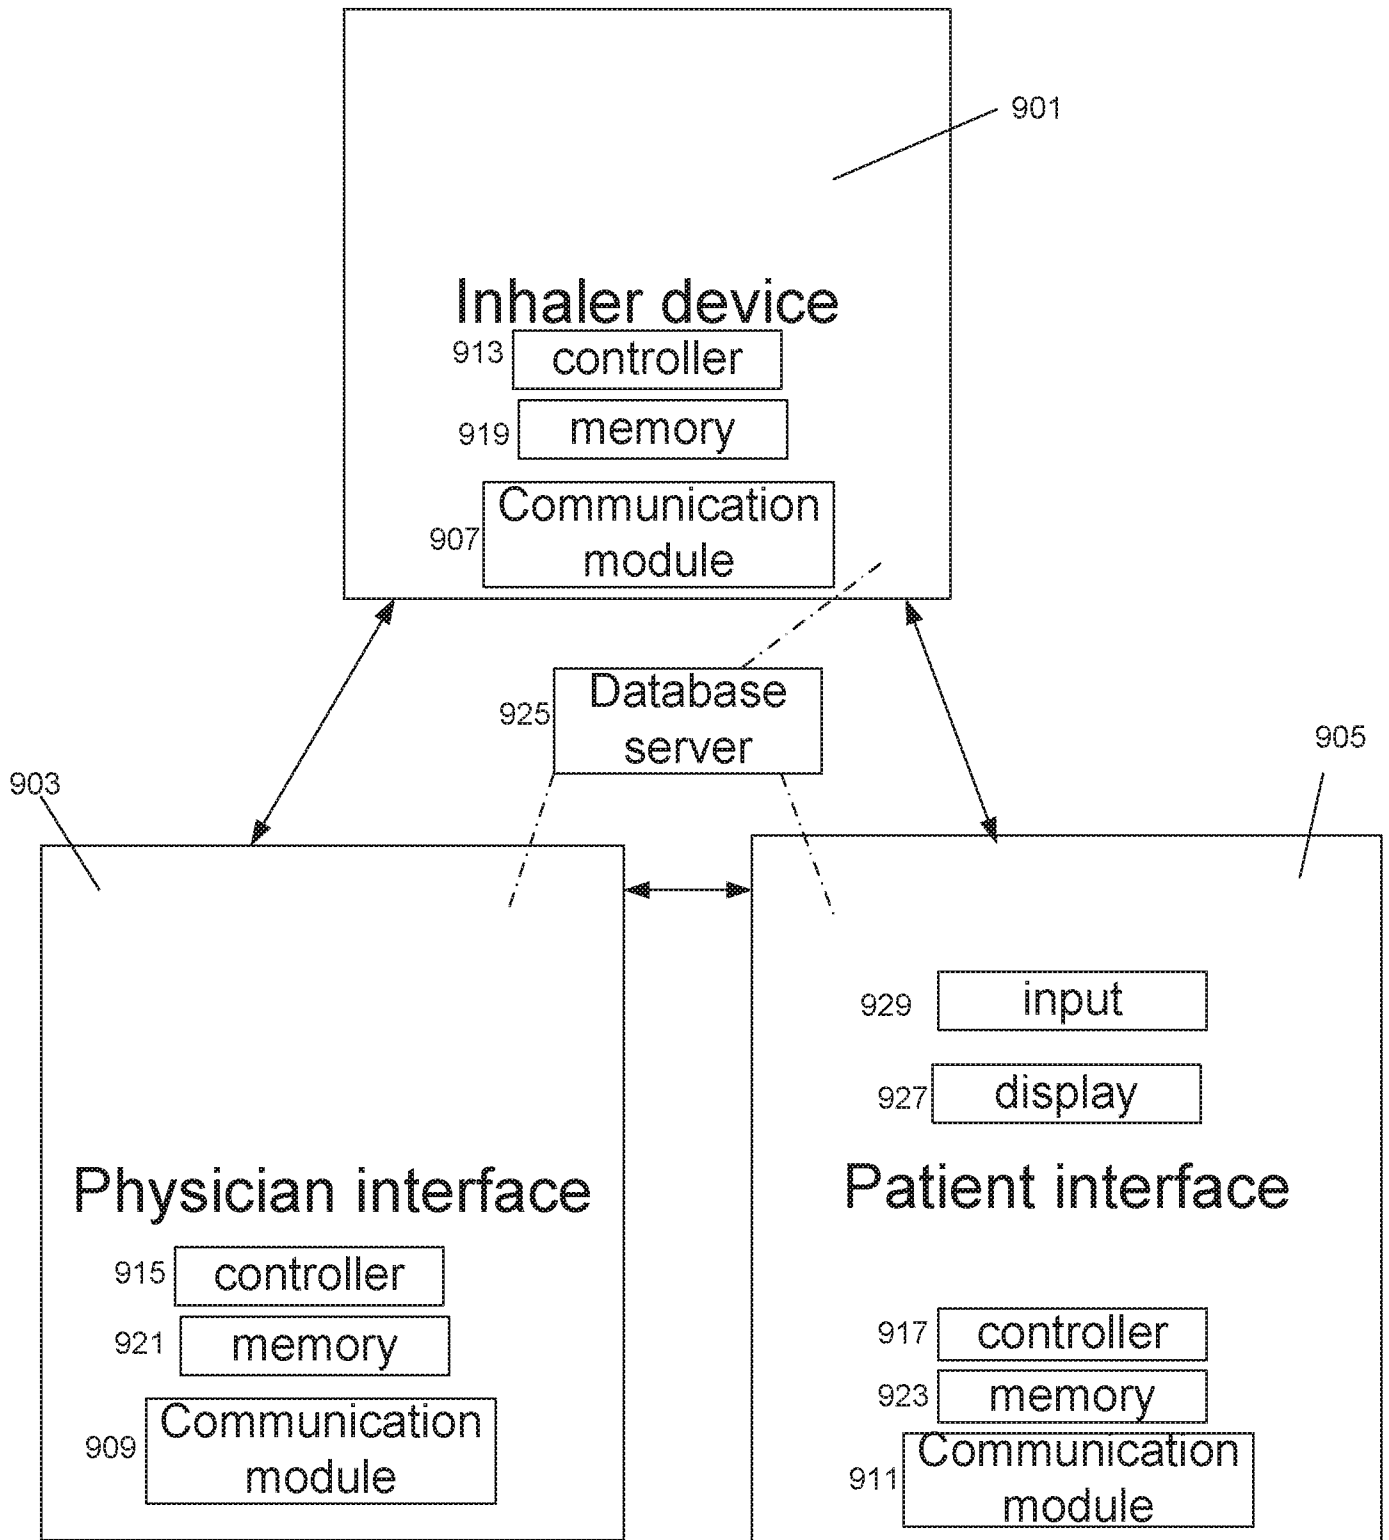 901
Inhaler device
913 controller
919 memory
907 Communication
module
925 Database
server
905
903
929 input
927 display
Physician interface
Patient interface
915 controller
921 memory
909 Communication
module
917 controller
923 memory
911 Communication
module